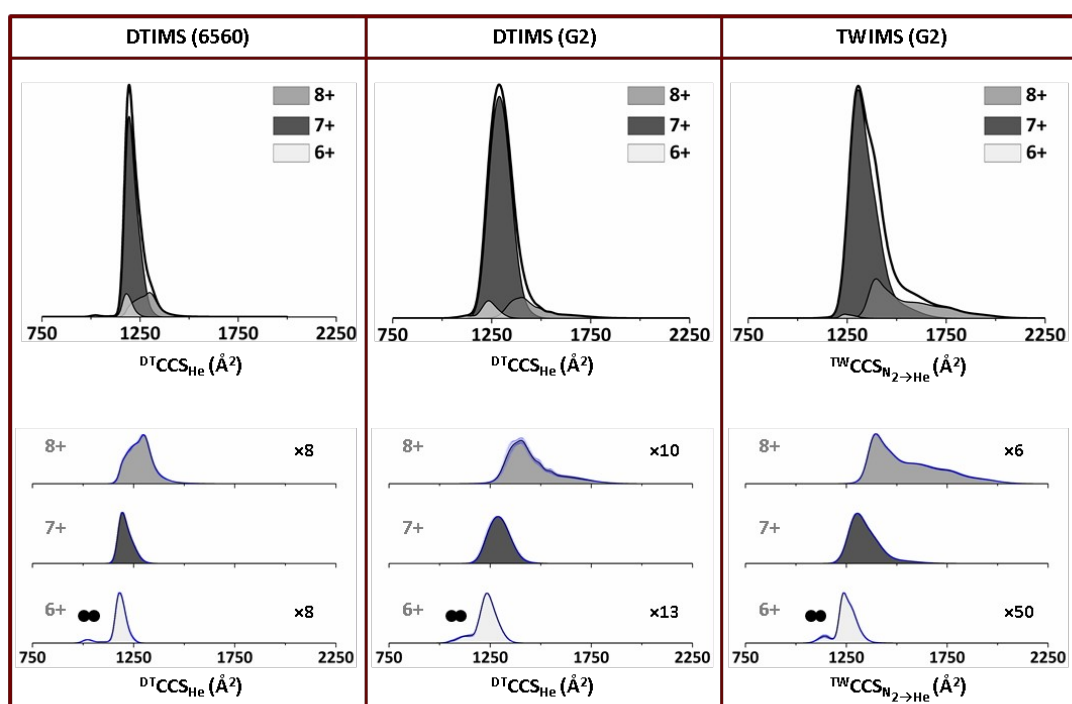 DTIMS (6560)
DTIMS (G2)
TWIMS (G2)
8+
7+
6+
8+
7+
6+
8+
7+
6+
750 1250 1750 2250
750 1250 1750 2250
750 1250 1750 2250
DTCCSHe (Å²)
DTCCSHe (Å²)
TWCCSN2→He (Å²)
8+ ×8
7+
6+ ×8
750 1250 1750 2250
DTCCSHe (Å²)
8+ ×10
7+
6+ ×13
750 1250 1750 2250
DTCCSHe (Å²)
8+ ×6
7+
6+ ×50
750 1250 1750 2250
TWCCSN2→He (Å²)